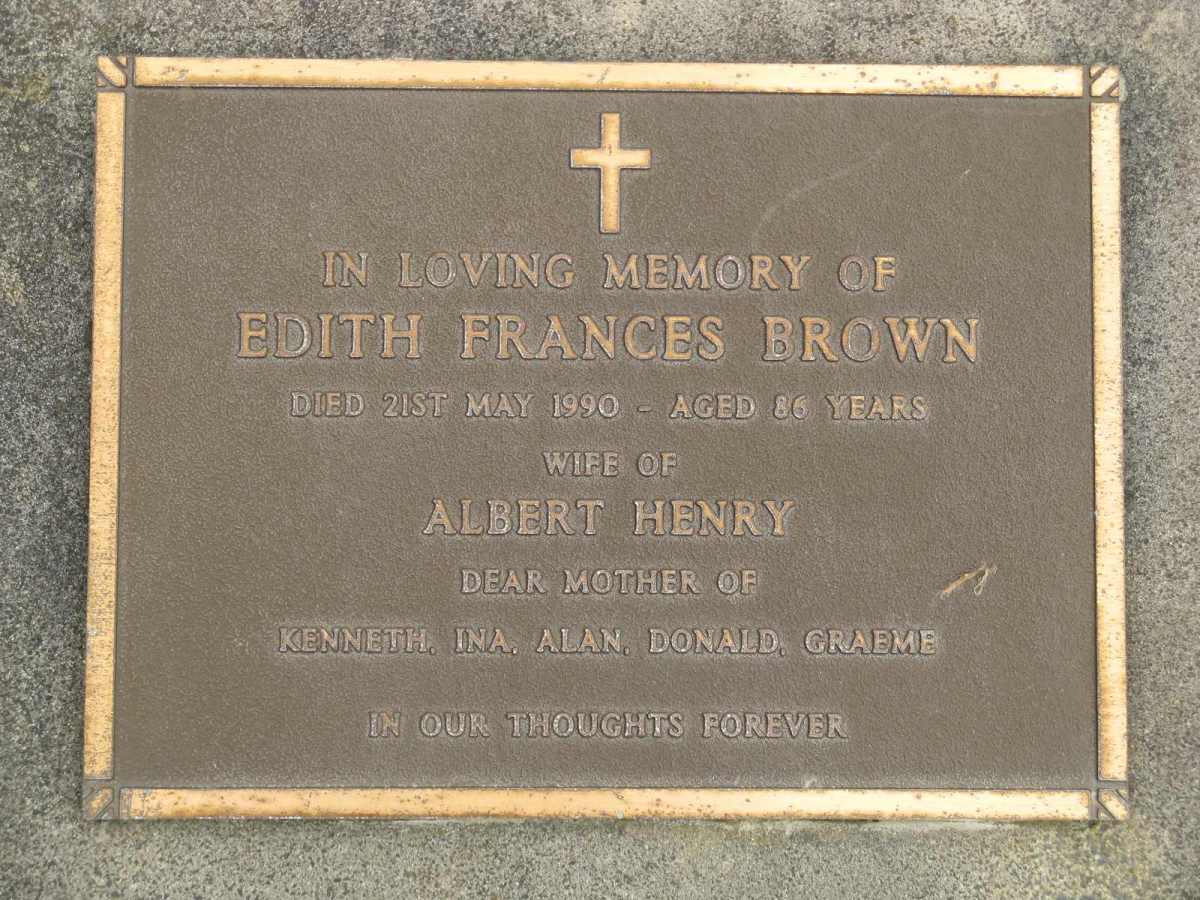 IN LOVING MEMORY OF
EDITH FRANCES BROWN
DIED 21ST MAY 1990 - AGED 86 YEARS
WIFE OF
ALBERT HENRY
DEAR MOTHER OF
KENNETH, INA, ALAN, DONALD, GRAEME
IN OUR THOUGHTS FOREVER